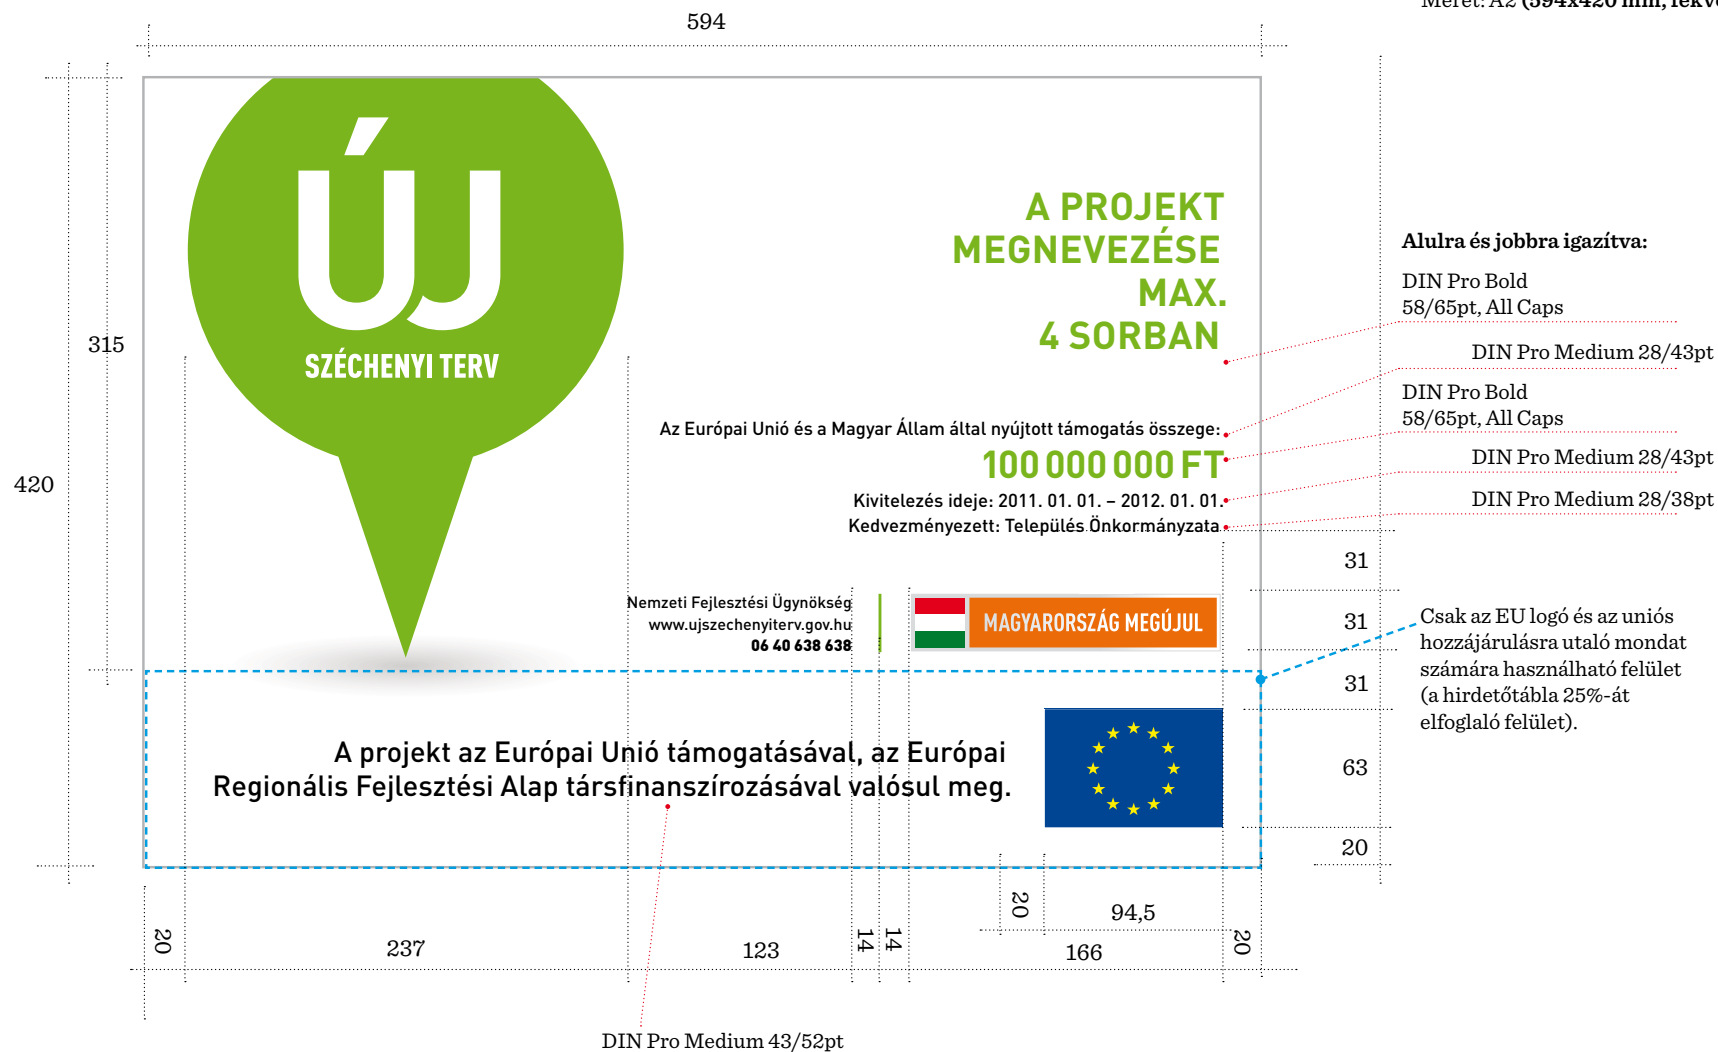 Méret: A2 (594x420 mm, fekv
594
ÚJ
SZÉCHENYI TERV
315
420
A PROJEKT
MEGNEVEZÉSE
MAX.
4 SORBAN
Az Európai Unió és a Magyar Állam által nyújtott támogatás összege:
100 000 000 FT
Kivitelezés ideje: 2011. 01. 01. – 2012. 01. 01.
Kedvezményezett: Település Önkormányzata
Alulra és jobbra igazítva:
DIN Pro Bold
58/65pt, All Caps
DIN Pro Medium 28/43pt
DIN Pro Bold
58/65pt, All Caps
DIN Pro Medium 28/43pt
DIN Pro Medium 28/38pt
Nemzeti Fejlesztési Ügynökség
www.ujszechenyiterv.gov.hu
06 40 638 638
MAGYARORSZÁG MEGÚJUL
31
31
31
63
20
Csak az EU logó és az uniós
hozzájárulásra utaló mondat
számára használható felület
(a hirdetőtábla 25%-át
elfoglaló felület).
A projekt az Európai Unió támogatásával, az Európai
Regionális Fejlesztési Alap társfinanszírozásával valósul meg.
20
237
123
14
14
20
94,5
166
20
DIN Pro Medium 43/52pt